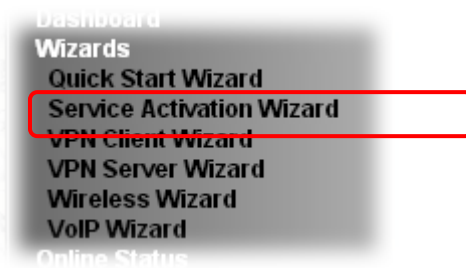 Dashboard
Wizards
Quick Start Wizard
Service Activation Wizard
VPN Client Wizard
VPN Server Wizard
Wireless Wizard
VoIP Wizard
Online Status